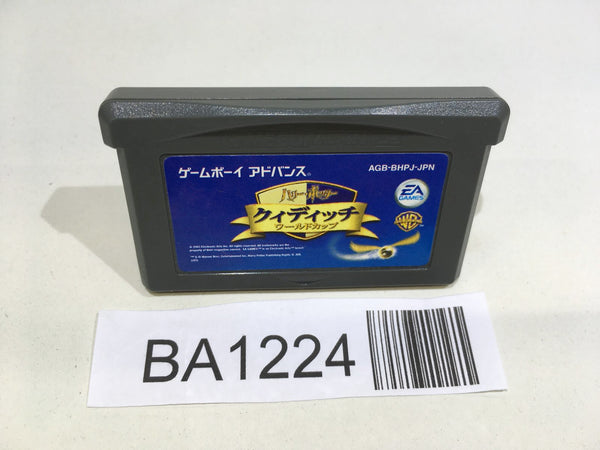 ゲームボーイ アドバンス®
AGB-BHPJ-JPN
ハリー・ポッター
クィディッチ
ワールドカップ
EA
GAMES
WB
BA1224